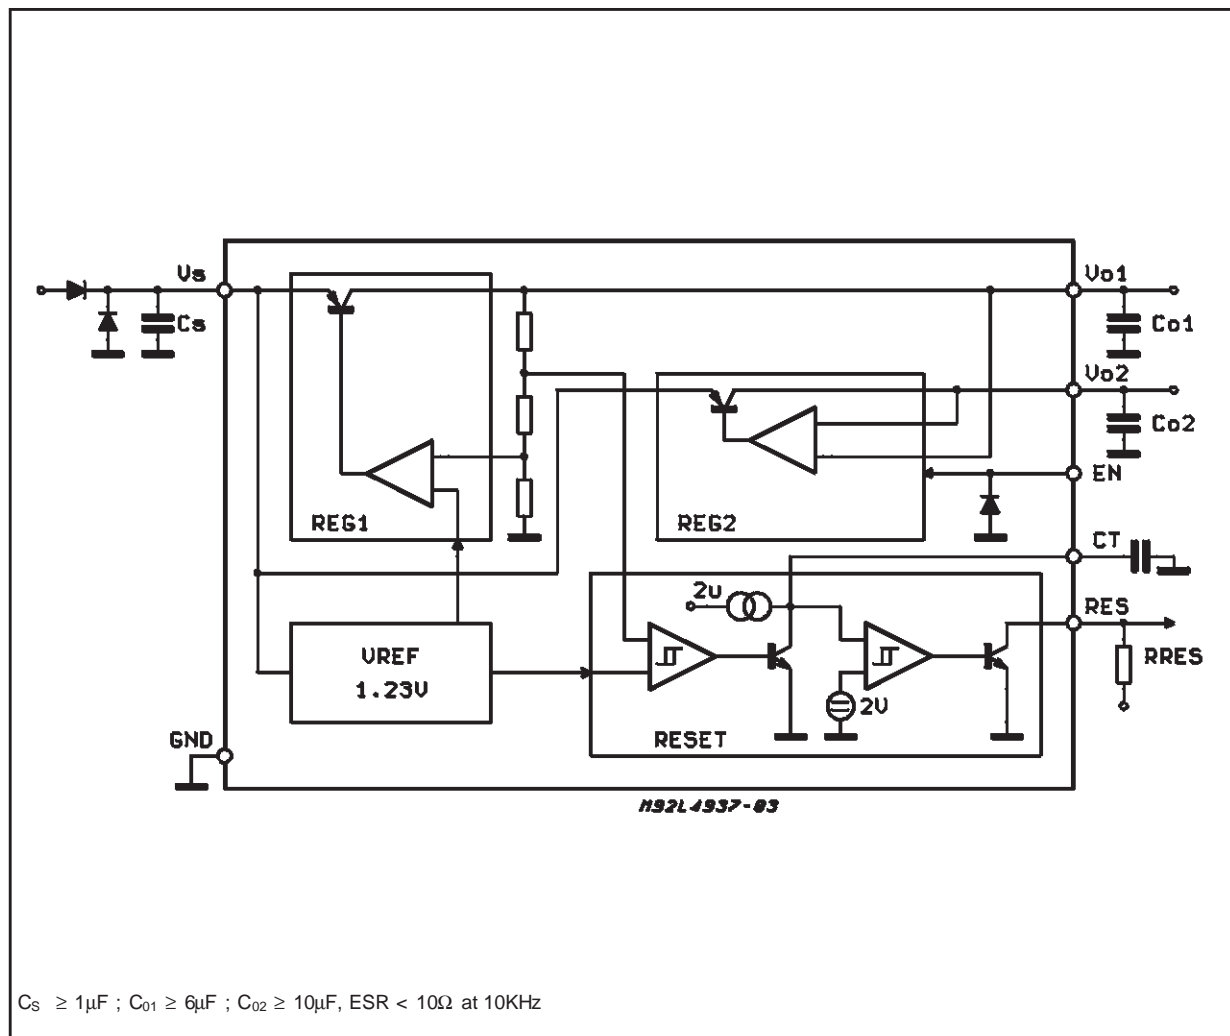 Vs
Vo1
Cs
Co1
Vo2
Co2
EN
REG1
REG2
CT
2u
RES
VREF
1.23V
RRES
2V
GND
RESET
M92L4937-03
CS ≥ 1μF ; C01 ≥ 6μF ; C02 ≥ 10μF, ESR < 10Ω at 10KHz